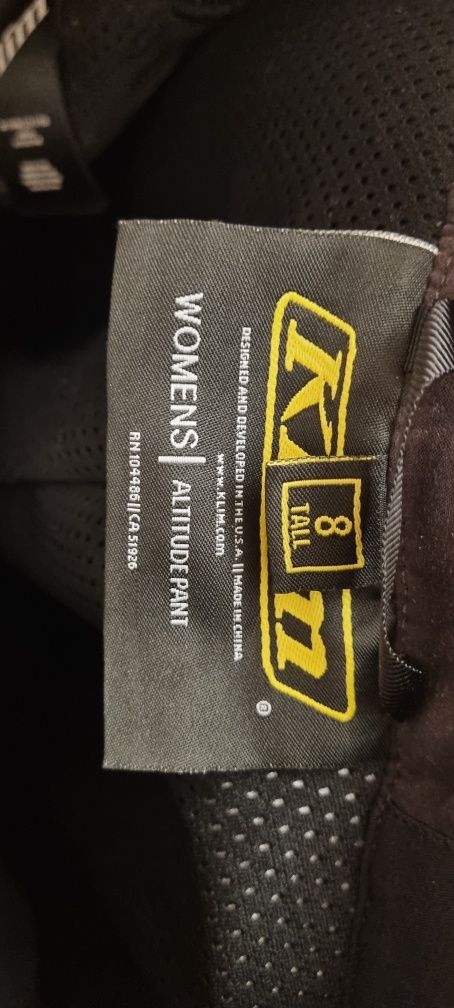 K n
®
8
TALL
DESIGNED AND DEVELOPED IN THE U.S.A. || MADE IN CHINA
www.KLIM.com
WOMENS| ALTITUDE PANT
RN 104486||CA 51926